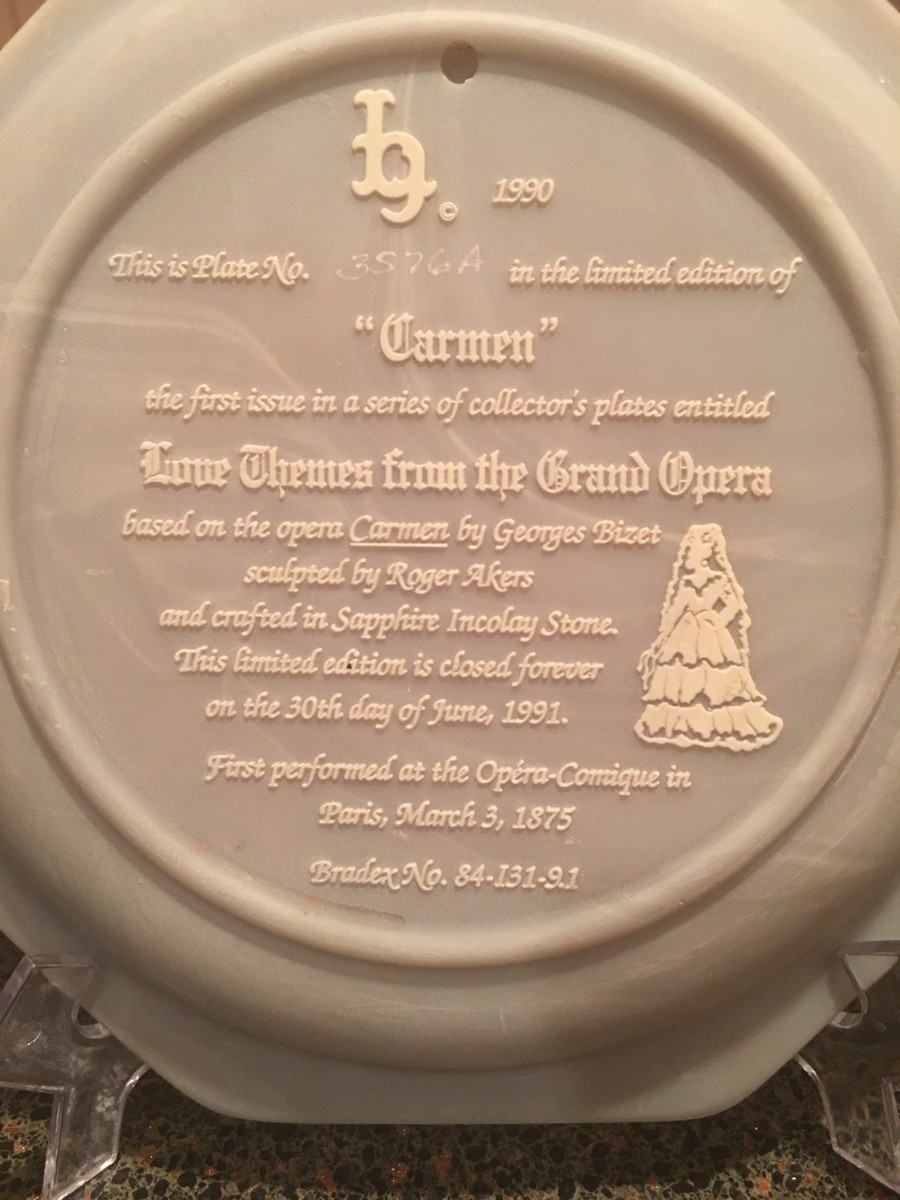 © 1990
This is Plate No. 3576A in the limited edition of
“Carmen”
the first issue in a series of collector's plates entitled
Love Themes from the Grand Opera
based on the opera Carmen by Georges Bizet
sculpted by Roger Akers
and crafted in Sapphire Incolay Stone.
This limited edition is closed forever
on the 30th day of June, 1991.
First performed at the Opéra-Comique in
Paris, March 3, 1875
Bradex No. 84-I31-9.1